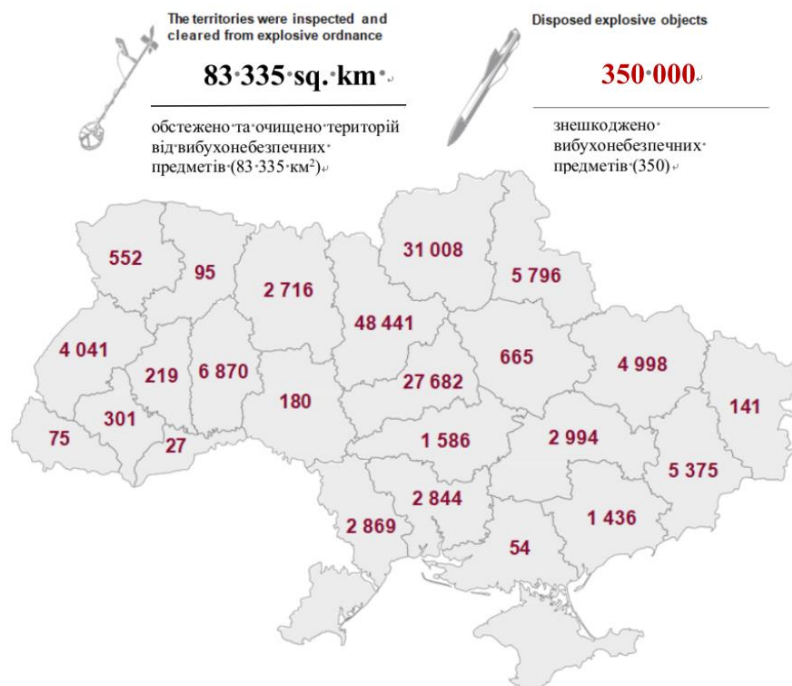 The territories were inspected and
cleared from explosive ordnance
83·335·sq.·km·
обстежено·та·очищено·територій
від·вибухонебезпечних·
предметів·(83·335·км²)
Disposed explosive objects
350·000
знешкоджено·
вибухонебезпечних·
предметів·(350)
31 008
552
95
5 796
2 716
48 441
4 041
665
4 998
219
6 870
27 682
180
141
301
75
27
1 586
2 994
5 375
2 844
2 869
1 436
54